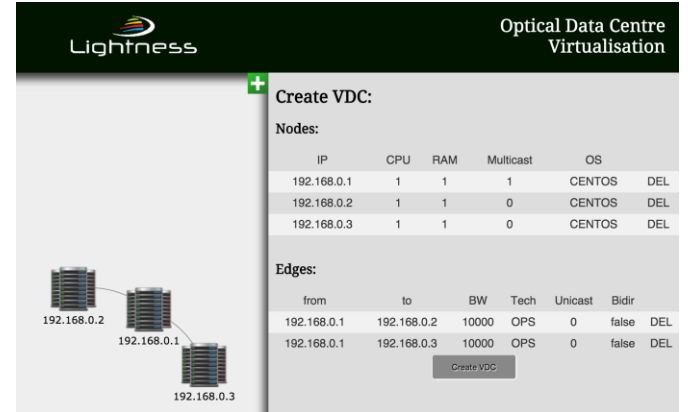 Lightness
Optical Data Centre
Virtualisation
+
Create VDC:
Nodes:
IP CPU RAM Multicast OS
192.168.0.1 1 1 1 CENTOS DEL
192.168.0.2 1 1 0 CENTOS DEL
192.168.0.3 1 1 0 CENTOS DEL
Edges:
from to BW Tech Unicast Bidir
192.168.0.1 192.168.0.2 10000 OPS 0 false DEL
192.168.0.1 192.168.0.3 10000 OPS 0 false DEL
Create VDC
192.168.0.2
192.168.0.1
192.168.0.3